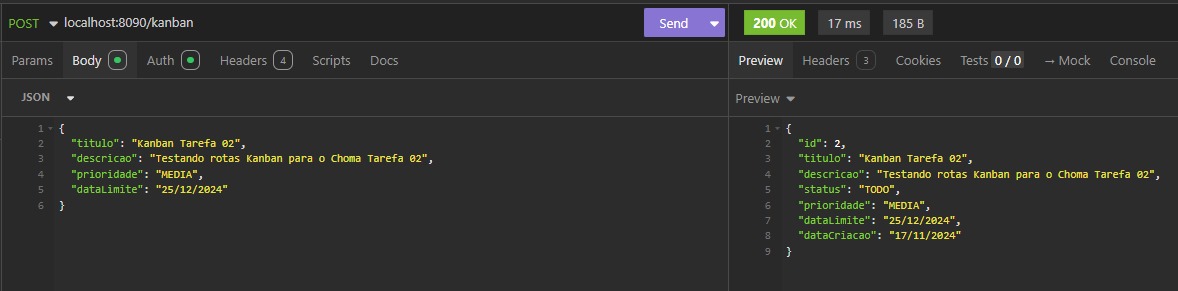 POST localhost:8090/kanban Send 200 OK 17 ms 185 B
Params Body Auth Headers 4 Scripts Docs
Preview Headers 3 Cookies Tests 0 / 0 → Mock Console
JSON
Preview
1 {
2 "titulo": "Kanban Tarefa 02",
3 "descricao": "Testando rotas Kanban para o Choma Tarefa 02",
4 "prioridade": "MEDIA",
5 "dataLimite": "25/12/2024"
6 }
1 {
2 "id": 2,
3 "titulo": "Kanban Tarefa 02",
4 "descricao": "Testando rotas Kanban para o Choma Tarefa 02",
5 "status": "TODO",
6 "prioridade": "MEDIA",
7 "dataLimite": "25/12/2024",
8 "dataCriacao": "17/11/2024"
9 }